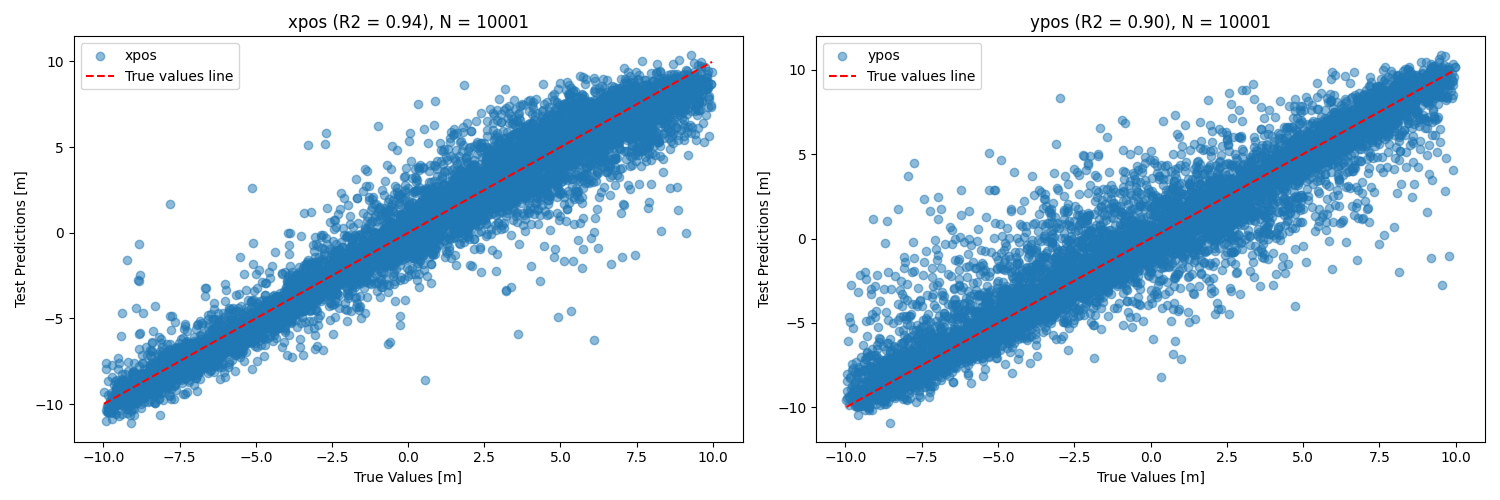 xpos (R2 = 0.94), N = 10001
xpos
True values line
Test Predictions [m]
10
5
0
−5
−10
−10.0 −7.5 −5.0 −2.5 0.0 2.5 5.0 7.5 10.0
True Values [m]
ypos (R2 = 0.90), N = 10001
ypos
True values line
Test Predictions [m]
10
5
0
−5
−10
−10.0 −7.5 −5.0 −2.5 0.0 2.5 5.0 7.5 10.0
True Values [m]